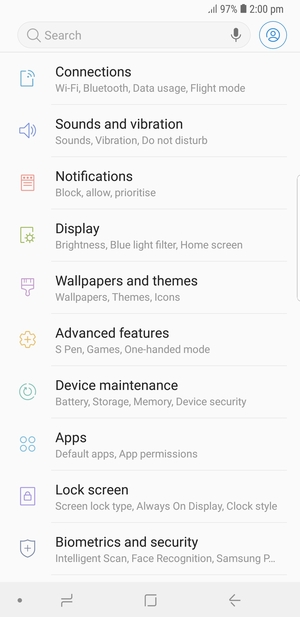 97% 2:00 pm
Search
Connections
Wi-Fi, Bluetooth, Data usage, Flight mode
Sounds and vibration
Sounds, Vibration, Do not disturb
Notifications
Block, allow, prioritise
Display
Brightness, Blue light filter, Home screen
Wallpapers and themes
Wallpapers, Themes, Icons
Advanced features
S Pen, Games, One-handed mode
Device maintenance
Battery, Storage, Memory, Device security
Apps
Default apps, App permissions
Lock screen
Screen lock type, Always On Display, Clock style
Biometrics and security
Intelligent Scan, Face Recognition, Samsung P...